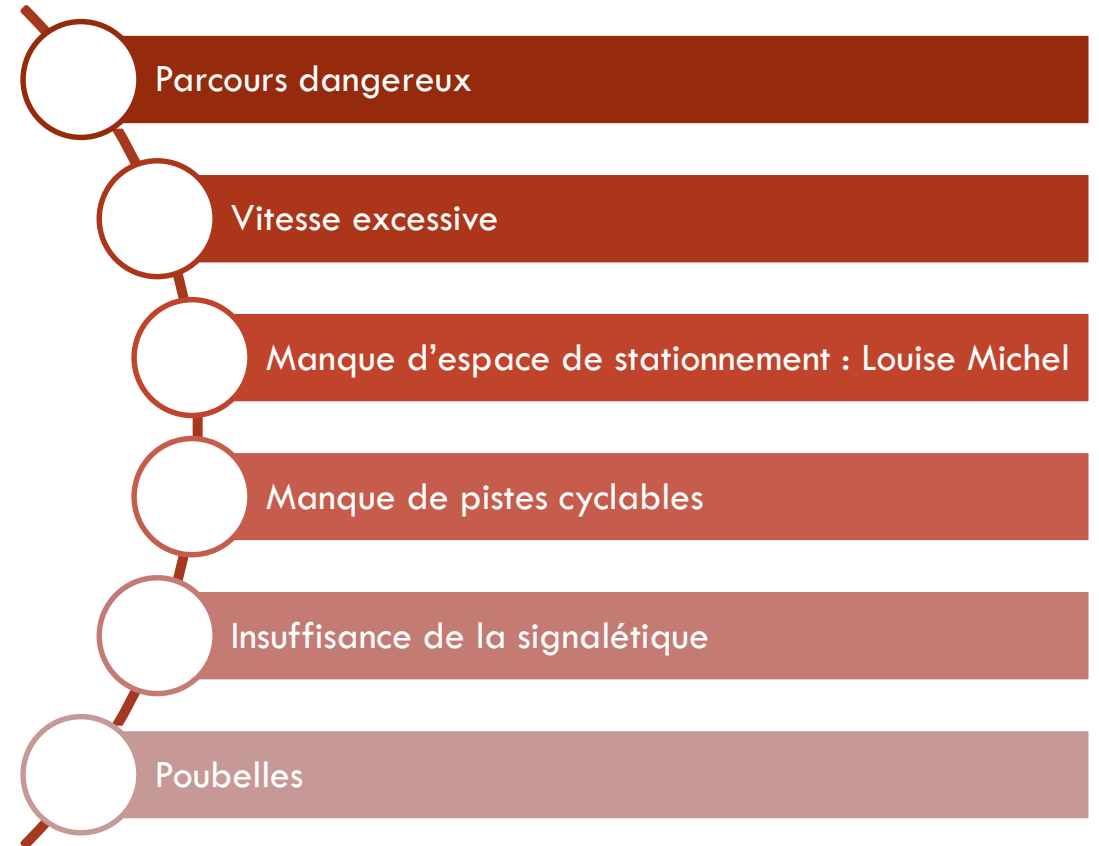 Parcours dangereux
Vitesse excessive
Manque d’espace de stationnement : Louise Michel
Manque de pistes cyclables
Insuffisance de la signalétique
Poubelles